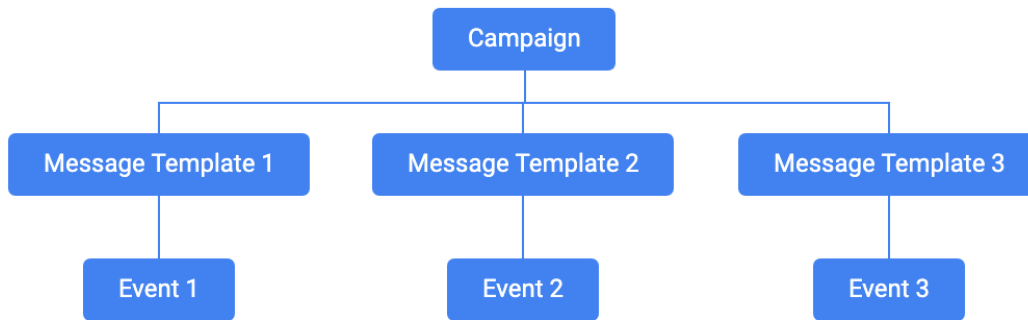 Campaign
Message Template 1
Message Template 2
Message Template 3
Event 1
Event 2
Event 3